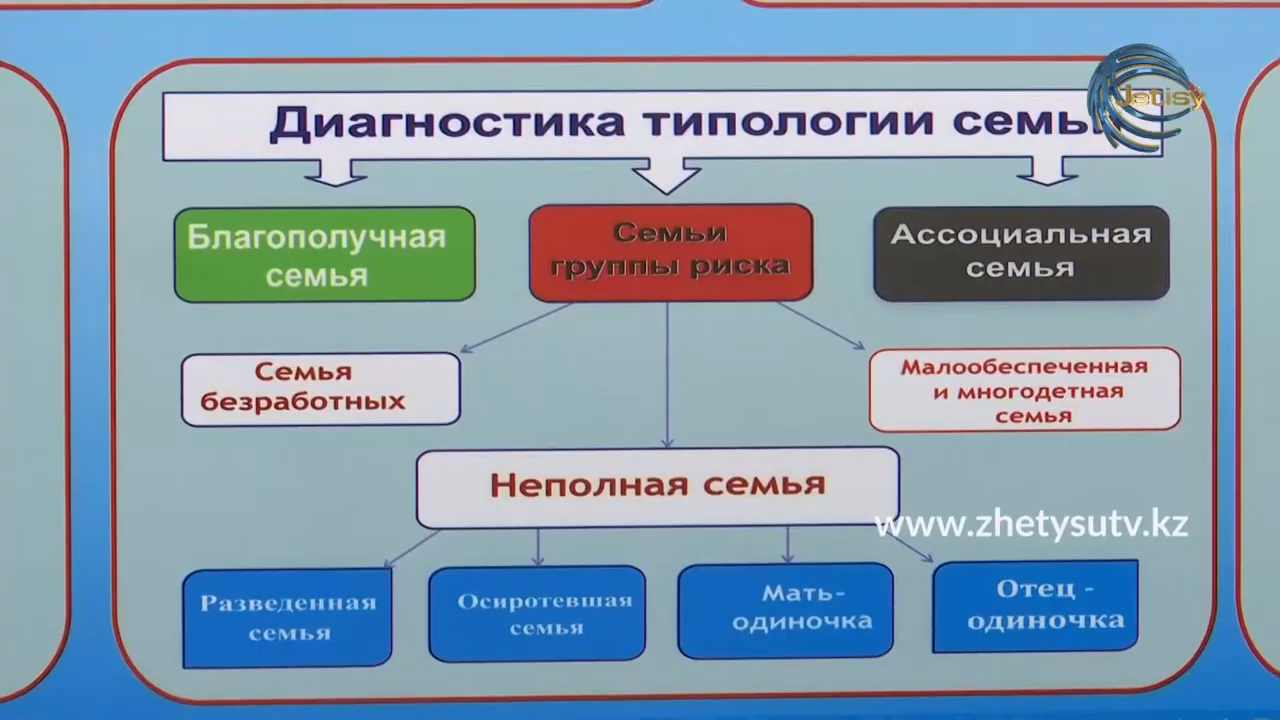 Jetisy
Диагностика типологии семьи
Благополучная
семья
Семьи
группы риска
Ассоциальная
семья
Семья
безработных
Малообеспеченная
и многодетная
семья
Неполная семья
www.zhetysutv.kz
Разведенная
семья
Осиротевшая
семья
Мать-
одиночка
Отец -
одиночка